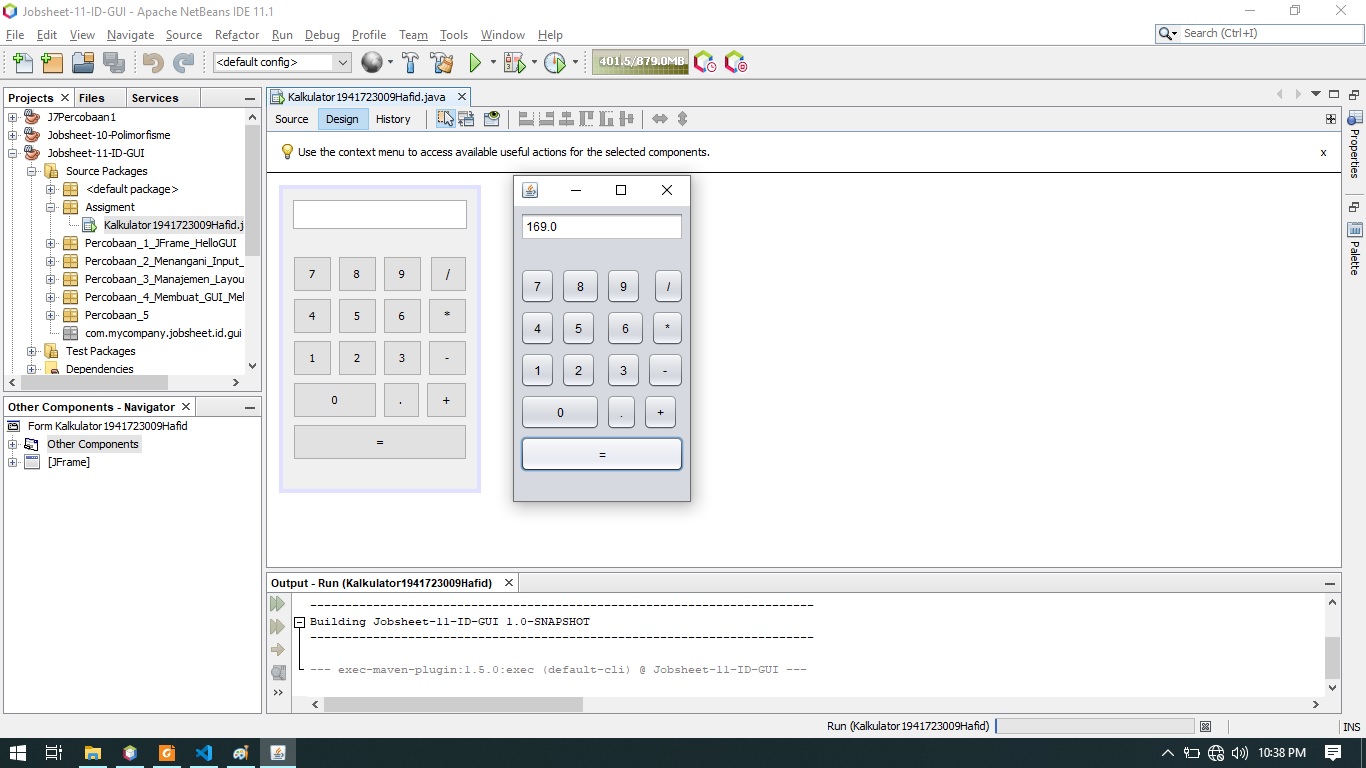 Jobsheet-11-ID-GUI - Apache NetBeans IDE 11.1
File Edit View Navigate Source Refactor Run Debug Profile Team Tools Window Help
Search (Ctrl+I)
<default config>
401.5/879.0MB
Projects Files Services
J7Percobaan1
Jobsheet-10-Polimorfisme
Jobsheet-11-ID-GUI
Source Packages
<default package>
Assigment
Kalkulator1941723009Hafid.j
Percobaan_1_JFrame_HelloGUI
Percobaan_2_Menangani_Input_
Percobaan_3_Manajemen_Layou
Percobaan_4_Membuat_GUI_Mel
Percobaan_5
com.mycompany.jobsheet.id.gui
Test Packages
Dependencies
Other Components - Navigator
Form Kalkulator1941723009Hafid
Other Components
[JFrame]
Kalkulator1941723009Hafid.java
Source Design History
Use the context menu to access available useful actions for the selected components.
x
7 8 9 /
4 5 6 *
1 2 3 -
0 . +
=
169.0
7 8 9 /
4 5 6 *
1 2 3 -
0 . +
=
Properties
Palette
Output - Run (Kalkulator1941723009Hafid)
------------------------------------------------------------------------
Building Jobsheet-11-ID-GUI 1.0-SNAPSHOT
------------------------------------------------------------------------
--- exec-maven-plugin:1.5.0:exec (default-cli) @ Jobsheet-11-ID-GUI ---
Run (Kalkulator1941723009Hafid)
INS
10:38 PM